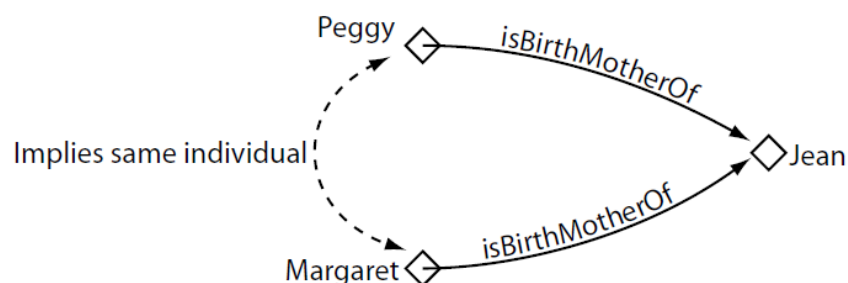 Peggy
isBirthMotherOf
Implies same individual
Jean
isBirthMotherOf
Margaret